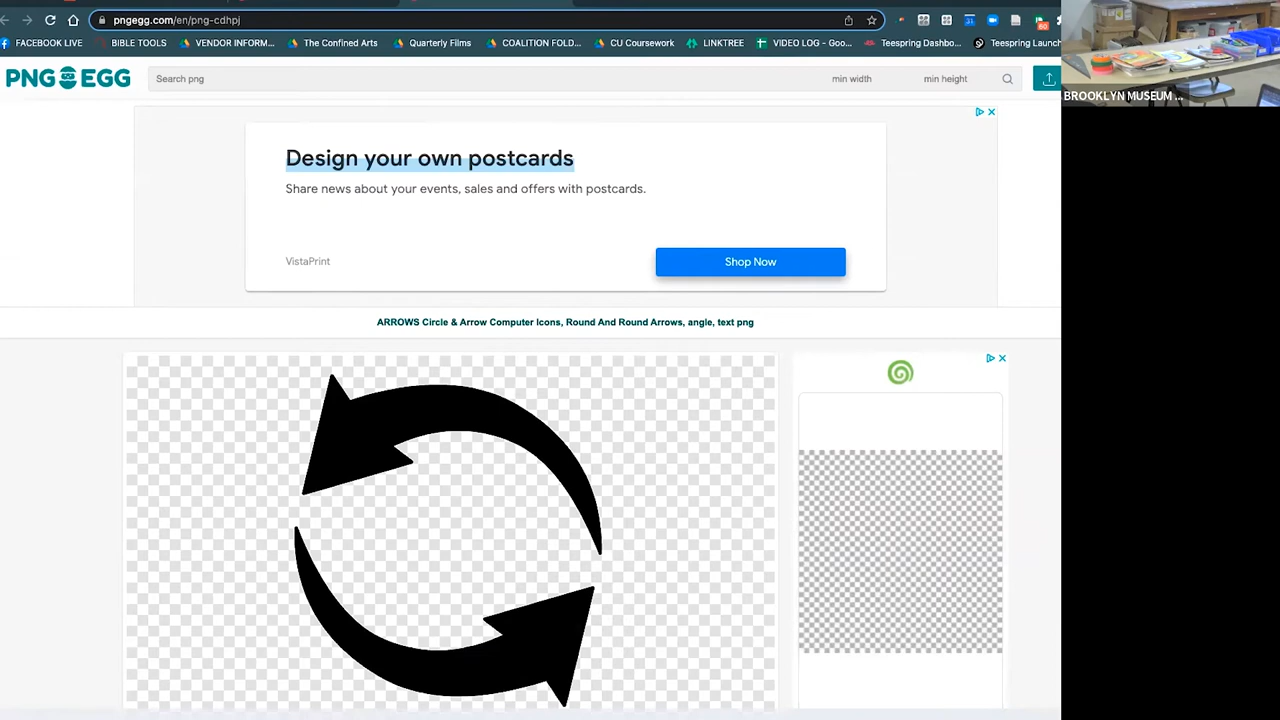 pngegg.com/en/png-cdhpj
FACEBOOK LIVE
BIBLE TOOLS
VENDOR INFORM...
The Confined Arts
Quarterly Films
COALITION FOLD...
CU Coursework
LINKTREE
VIDEO LOG - Goo...
Teespring Dashbo...
Teespring Launch
BROOKLYN MUSEUM ...
PNG EGG
Search png
min width
min height
Design your own postcards
Share news about your events, sales and offers with postcards.
VistaPrint
Shop Now
ARROWS Circle & Arrow Computer Icons, Round And Round Arrows, angle, text png